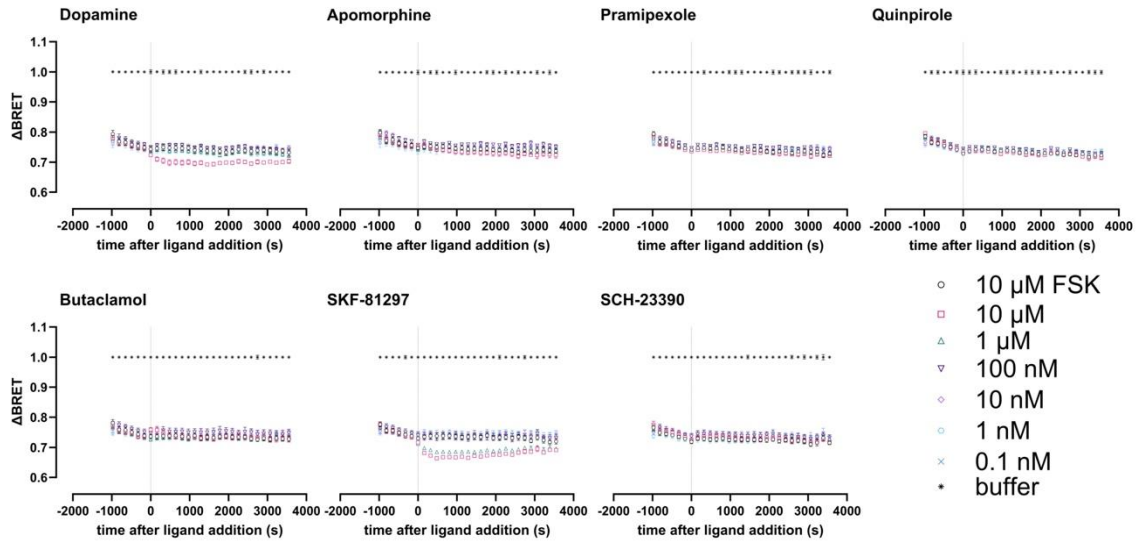 Dopamine
Apomorphine
Pramipexole
Quinpirole
1.1
1.0
0.9
0.8
0.7
0.6
ΔBRET
-2000 -1000 0 1000 2000 3000 4000
-2000 -1000 0 1000 2000 3000 4000
-2000 -1000 0 1000 2000 3000 4000
-2000 -1000 0 1000 2000 3000 4000
time after ligand addition (s)
time after ligand addition (s)
time after ligand addition (s)
time after ligand addition (s)
Butaclamol
SKF-81297
SCH-23390
1.1
1.0
0.9
0.8
0.7
0.6
ΔBRET
-2000 -1000 0 1000 2000 3000 4000
-2000 -1000 0 1000 2000 3000 4000
-2000 -1000 0 1000 2000 3000 4000
time after ligand addition (s)
time after ligand addition (s)
time after ligand addition (s)
10 µM FSK
10 µM
1 µM
100 nM
10 nM
1 nM
0.1 nM
buffer